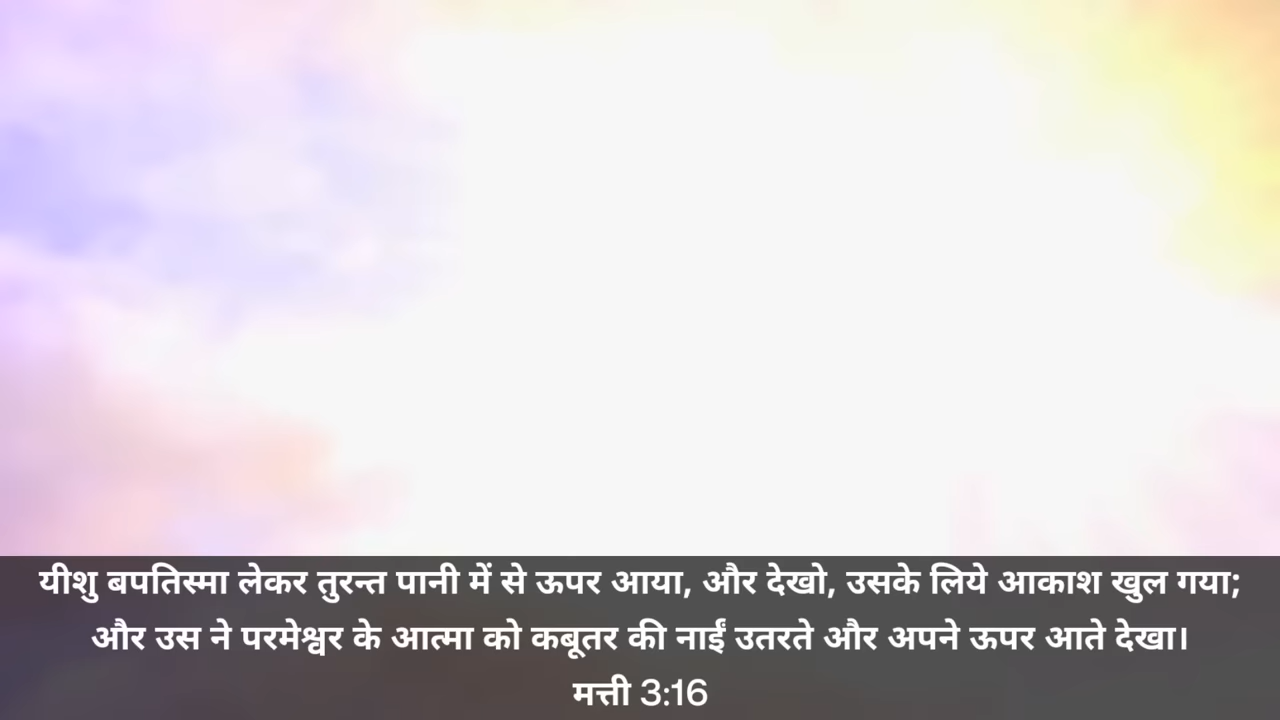 यीशु बपतिस्मा लेकर तुरन्त पानी में से ऊपर आया, और देखो, उसके लिये आकाश खुल गया;
और उस ने परमेश्वर के आत्मा को कबूतर की नाईं उतरते और अपने ऊपर आते देखा।
मत्ती 3:16